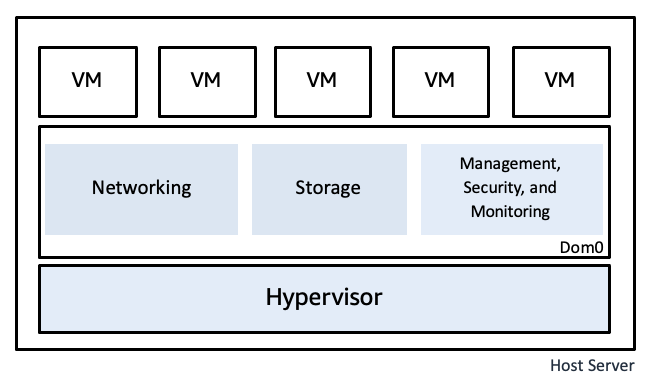 VM
VM
VM
VM
VM
Networking
Storage
Management,
Security, and
Monitoring
Dom0
Hypervisor
Host Server